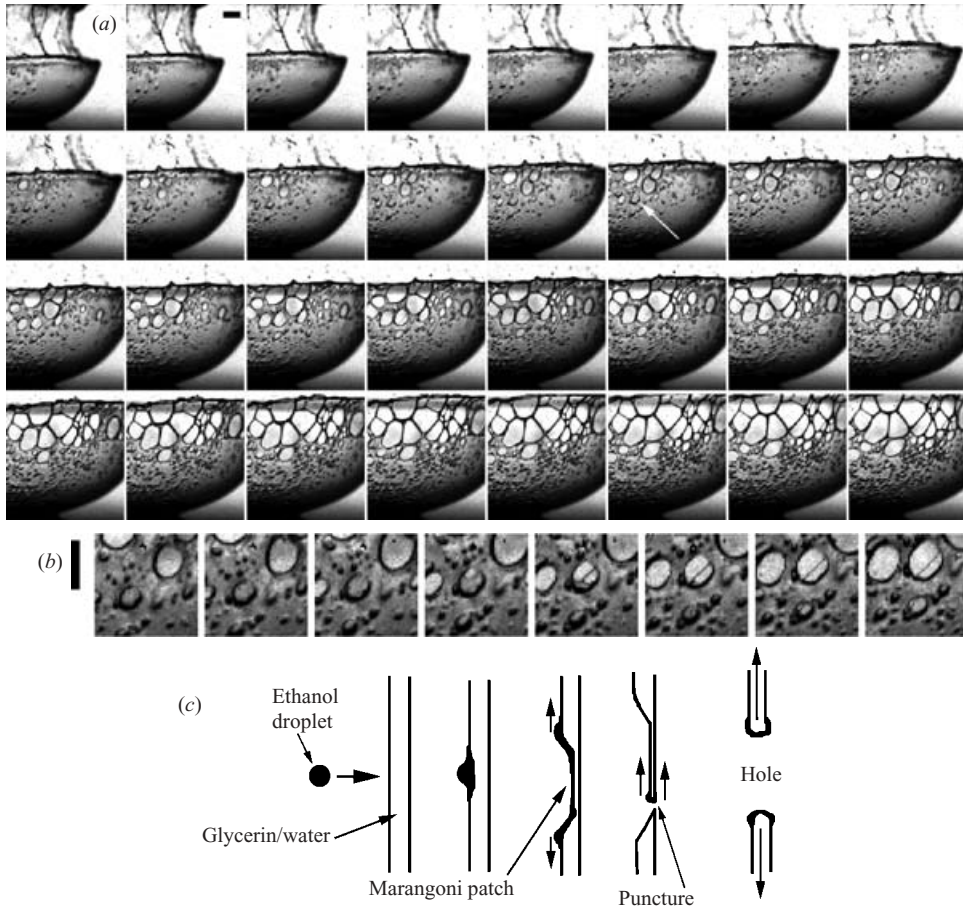 (a)
(b)
(c)
Ethanol
droplet
Glycerin/water
Marangoni patch
Puncture
Hole